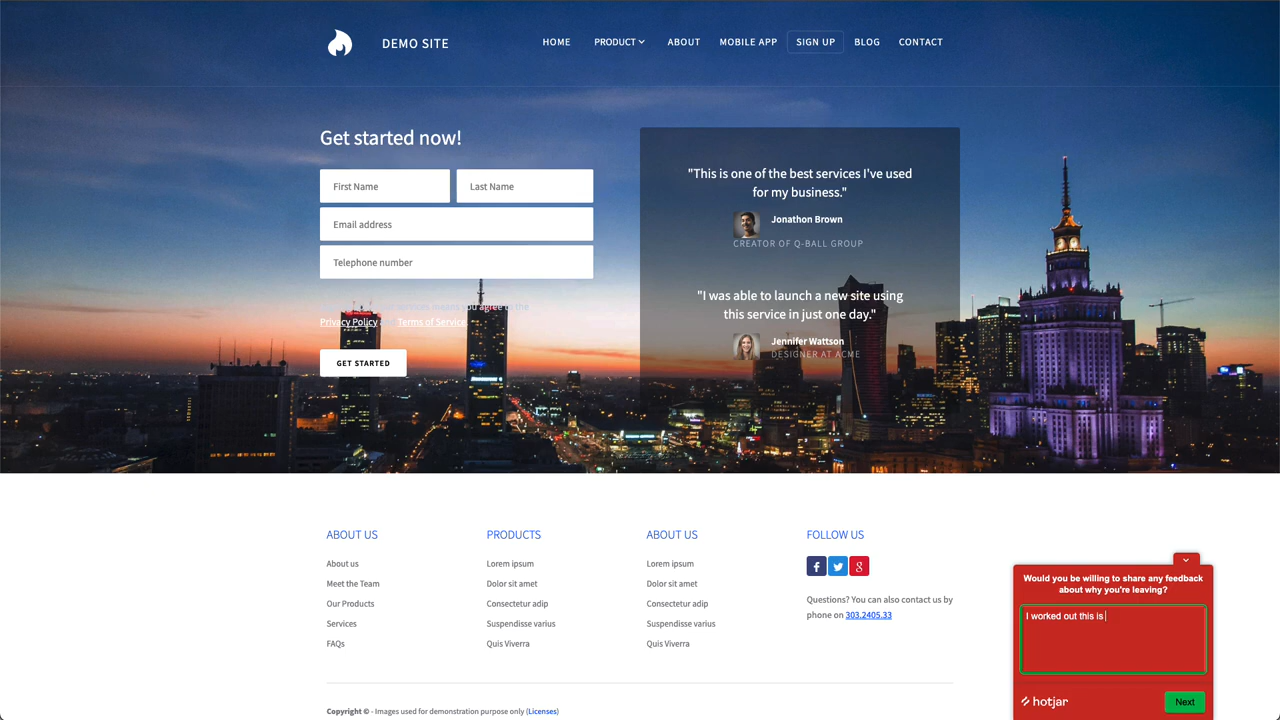 DEMO SITE
HOME PRODUCT ABOUT MOBILE APP SIGN UP BLOG CONTACT
Get started now!
First Name Last Name
Email address
Telephone number
means you agree to the
Privacy Policy and Terms of Service.
GET STARTED
"This is one of the best services I've used
for my business."
Jonathon Brown
CREATOR OF Q-BALL GROUP
"I was able to launch a new site using
this service in just one day."
Jennifer Wattson
DESIGNER AT ACME
ABOUT US
About us
Meet the Team
Our Products
Services
FAQs
PRODUCTS
Lorem ipsum
Dolor sit amet
Consectetur adip
Suspendisse varius
Quis Viverra
ABOUT US
Lorem ipsum
Dolor sit amet
Consectetur adip
Suspendisse varius
Quis Viverra
FOLLOW US
Questions? You can also contact us by
phone on 303.2405.33
Copyright © - Images used for demonstration purpose only (Licenses)
Would you be willing to share any feedback
about why you're leaving?
I worked out this is
hotjar
Next